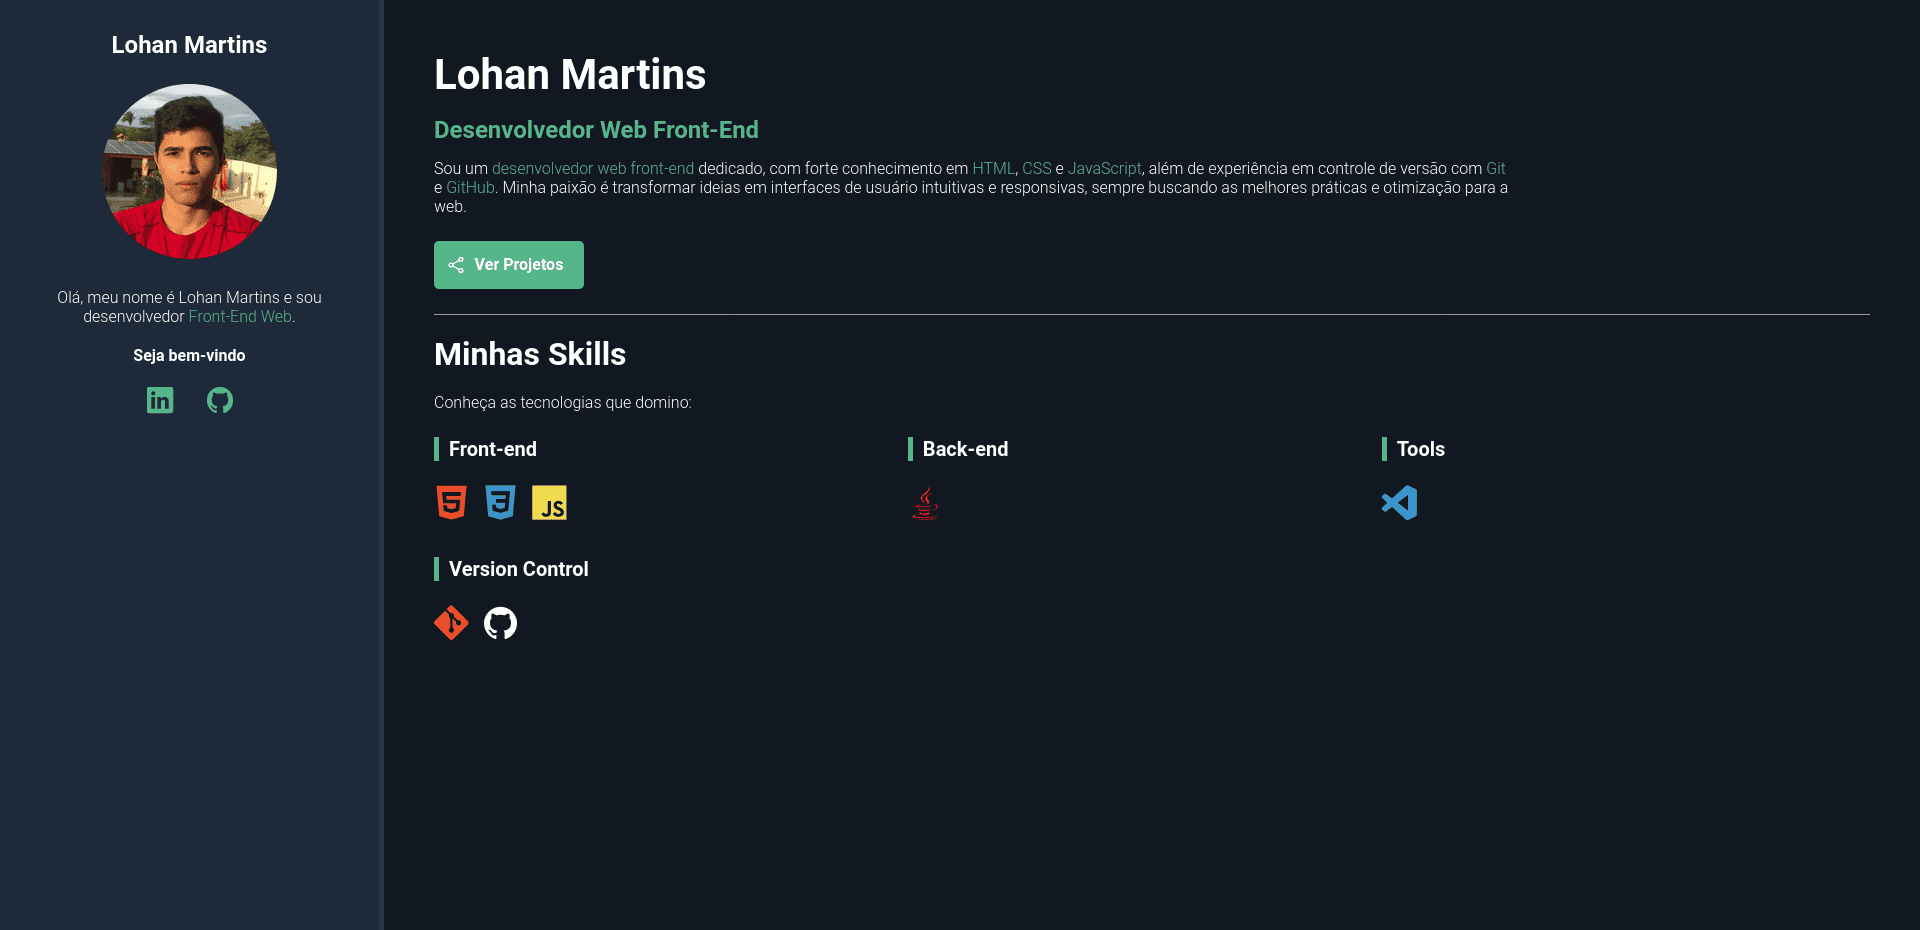 Lohan Martins
Olá, meu nome é Lohan Martins e sou
desenvolvedor Front-End Web.
Seja bem-vindo
in
Lohan Martins
Desenvolvedor Web Front-End
Sou um desenvolvedor web front-end dedicado, com forte conhecimento em HTML, CSS e JavaScript, além de experiência em controle de versão com Git
e GitHub. Minha paixão é transformar ideias em interfaces de usuário intuitivas e responsivas, sempre buscando as melhores práticas e otimização para a
web.
Ver Projetos
Minhas Skills
Conheça as tecnologias que domino:
Front-end
5 3 JS
Back-end
Tools
Version Control